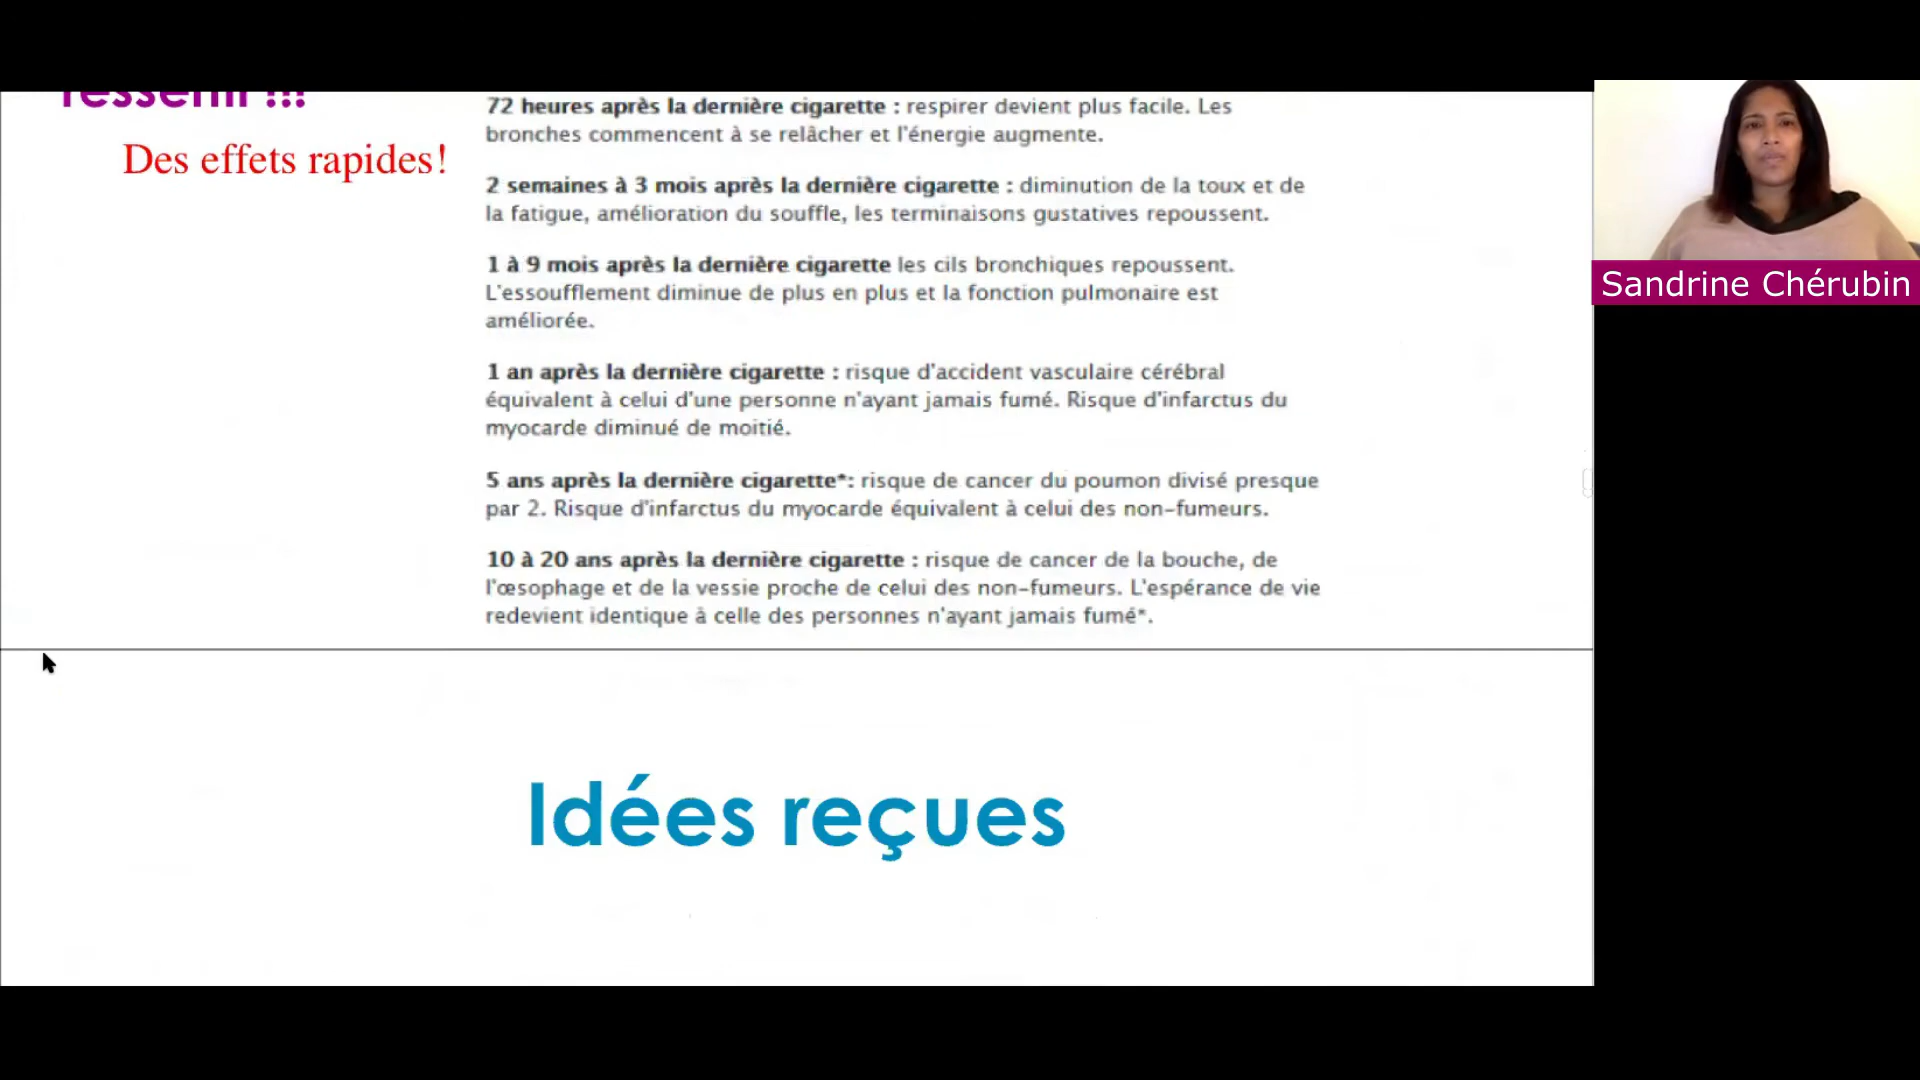 ressentir !!!
Des effets rapides!
72 heures après la dernière cigarette : respirer devient plus facile. Les
bronches commencent à se relâcher et l'énergie augmente.
2 semaines à 3 mois après la dernière cigarette : diminution de la toux et de
la fatigue, amélioration du souffle, les terminaisons gustatives repoussent.
1 à 9 mois après la dernière cigarette les cils bronchiques repoussent.
L'essoufflement diminue de plus en plus et la fonction pulmonaire est
améliorée.
1 an après la dernière cigarette : risque d'accident vasculaire cérébral
équivalent à celui d'une personne n'ayant jamais fumé. Risque d'infarctus du
myocarde diminué de moitié.
5 ans après la dernière cigarette*: risque de cancer du poumon divisé presque
par 2. Risque d'infarctus du myocarde équivalent à celui des non-fumeurs.
10 à 20 ans après la dernière cigarette : risque de cancer de la bouche, de
l'œsophage et de la vessie proche de celui des non-fumeurs. L'espérance de vie
redevient identique à celle des personnes n'ayant jamais fumé*.
Idées reçues
Sandrine Chérubin